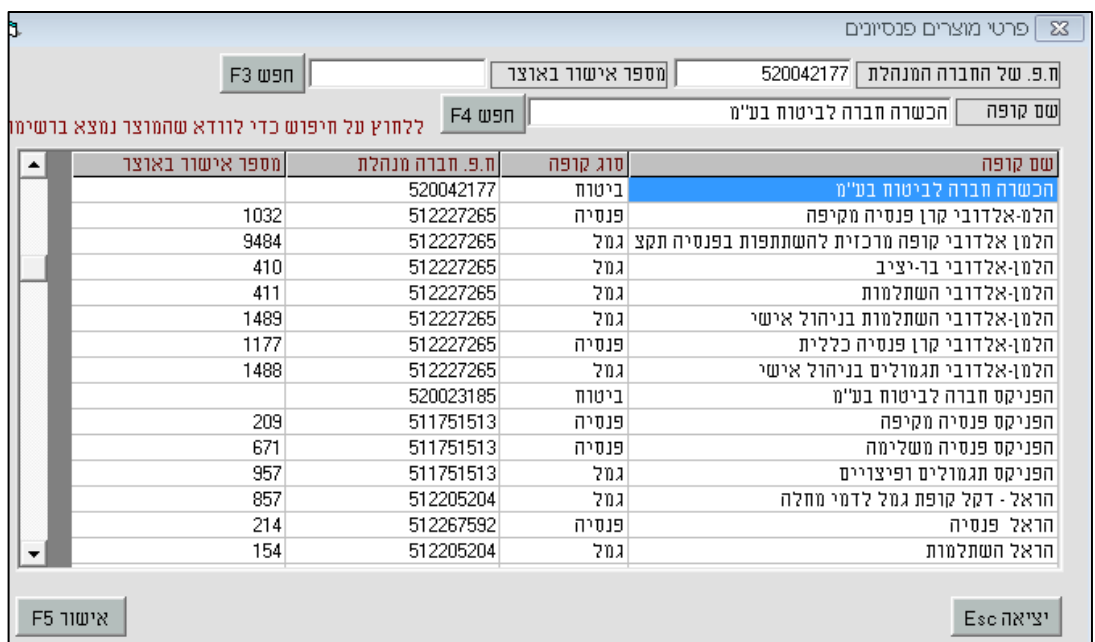 פרטי מוצרים פנסיונים
ח.פ. של החברה המנהלת 520042177 מספר אישור באוצר חפש F3
שם קופה הכשרה חברה לביטוח בע"מ חפש F4 ללחוץ על חיפוש כדי לוודא שהמוצר נמצא ברשימו
שם קופה סוג קופה ח.פ. חברה מנהלת מספר אישור באוצר
הכשרה חברה לביטוח בע"מ ביטוח 520042177
הלמ-אלדובי קרן פנסיה מקיפה פנסיה 512227265 1032
הלמן אלדובי קופה מרכזית להשתתפות בפנסיה תקצ גמל 512227265 9484
הלמן-אלדובי בר-יציב גמל 512227265 410
הלמן-אלדובי השתלמות גמל 512227265 411
הלמן-אלדובי השתלמות בניהול אישי גמל 512227265 1489
הלמן-אלדובי קרן פנסיה כללית פנסיה 512227265 1177
הלמן-אלדובי תגמולים בניהול אישי גמל 512227265 1488
הפניקס חברה לביטוח בע"מ ביטוח 520023185
הפניקס פנסיה מקיפה פנסיה 511751513 209
הפניקס פנסיה משלימה פנסיה 511751513 671
הפניקס תגמולים ופיצויים גמל 511751513 957
הראל - דקל קופת גמל לדמי מחלה גמל 512205204 857
הראל פנסיה פנסיה 512267592 214
הראל השתלמות גמל 512205204 154
יציאה Esc אישור F5